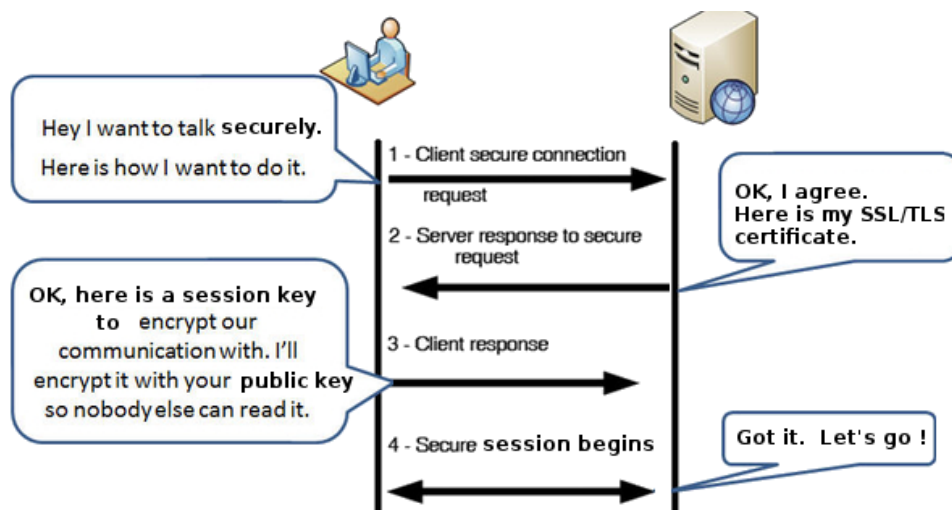 Hey I want to talk securely.
Here is how I want to do it.
1 - Client secure connection
request
OK, I agree.
Here is my SSL/TLS
certificate.
2 - Server response to secure
request
OK, here is a session key
to encrypt our
communication with. I'll
encrypt it with your public key
so nobody else can read it.
3 - Client response
4 - Secure session begins
Got it. Let's go !